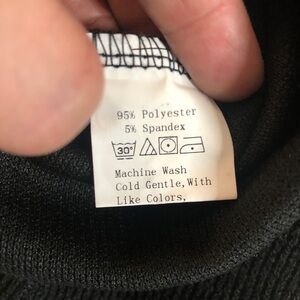 95% Polyester
5% Spandex
30°
Machine Wash
Cold Gentle,With
Like Colors,